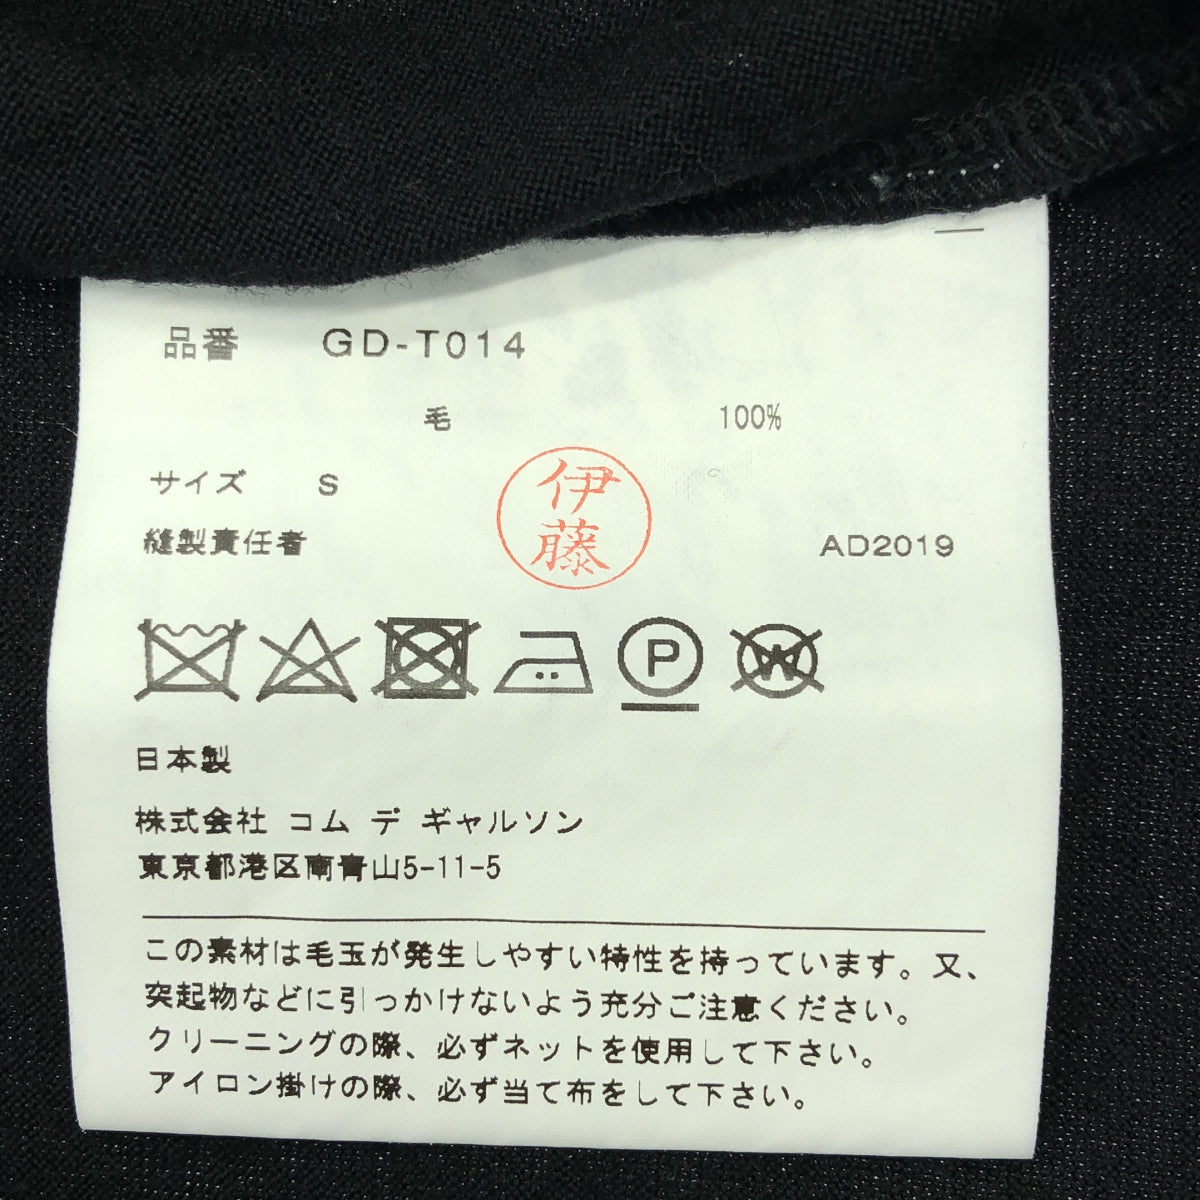 品番 GD-T014
毛 100%
サイズ S
伊藤
縫製責任者 AD2019
P W
日本製
株式会社 コム デ ギャルソン
東京都港区南青山5-11-5
この素材は毛玉が発生しやすい特性を持っています。又、
突起物などに引っかけないよう充分ご注意ください。
クリーニングの際、必ずネットを使用して下さい。
アイロン掛けの際、必ず当て布をして下さい。